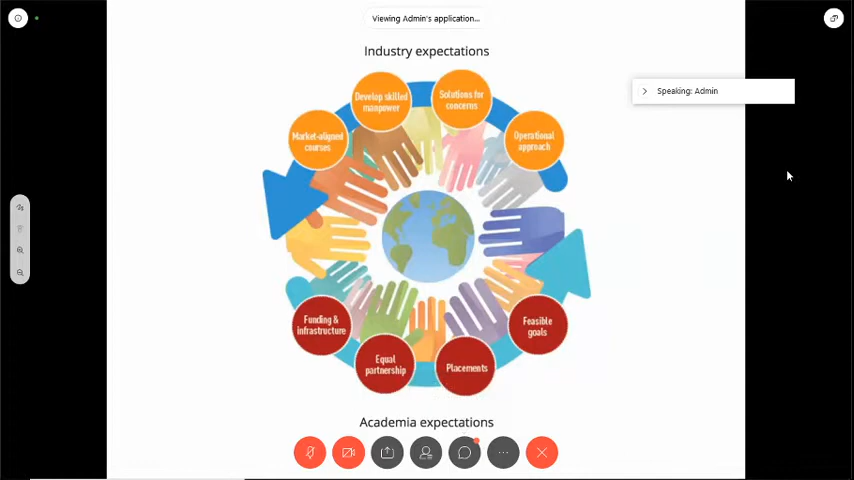 Viewing Admin's application...
Industry expectations
Speaking: Admin
Develop skilled
manpower
Solutions for
concerns
Market-aligned
courses
Operational
approach
Funding &
infrastructure
Feasible
goals
Equal
partnership
Placements
Academia expectations